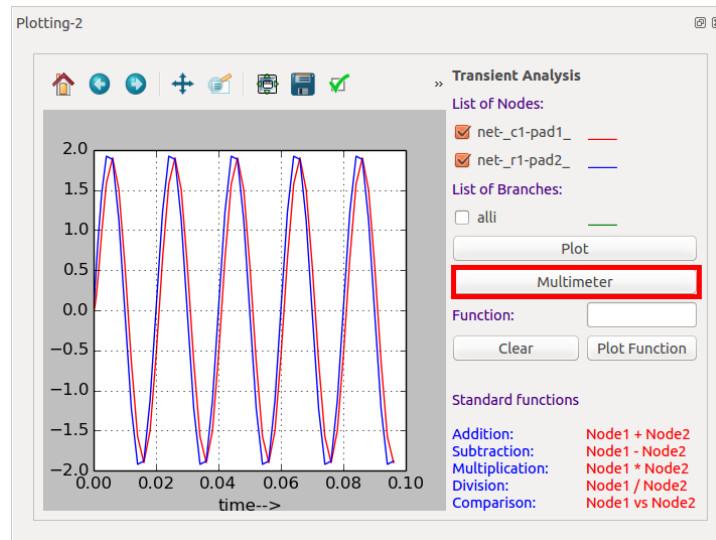 Plotting-2
»
Transient Analysis
List of Nodes:
net-_c1-pad1_
net-_r1-pad2_
List of Branches:
alli
Plot
Multimeter
Function:
Clear
Plot Function
Standard functions
Addition: Node1 + Node2
Subtraction: Node1 - Node2
Multiplication: Node1 * Node2
Division: Node1 / Node2
Comparison: Node1 vs Node2
2.0
1.5
1.0
0.5
0.0
−0.5
−1.0
−1.5
−2.0
0.00 0.02 0.04 0.06 0.08 0.10
time-->